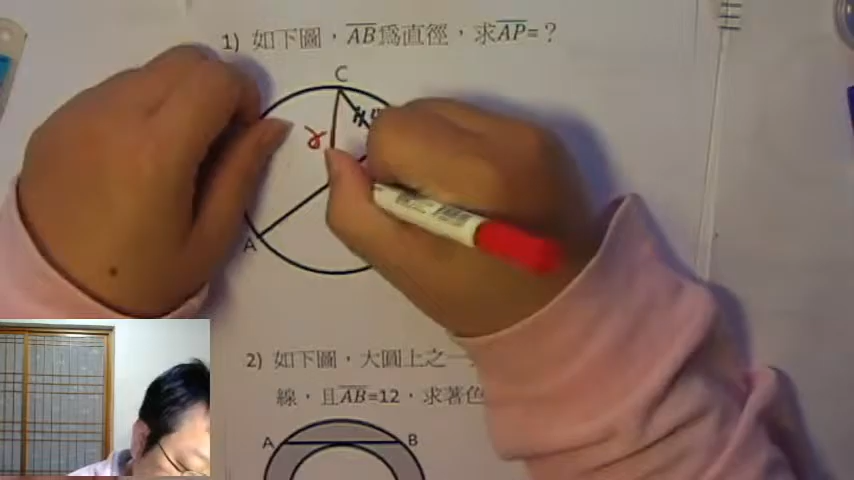 1) 如下圖，AB爲直徑，求AP=？
C
r
A
2) 如下圖，大圓上之一
線，且AB=12，求著色
A B